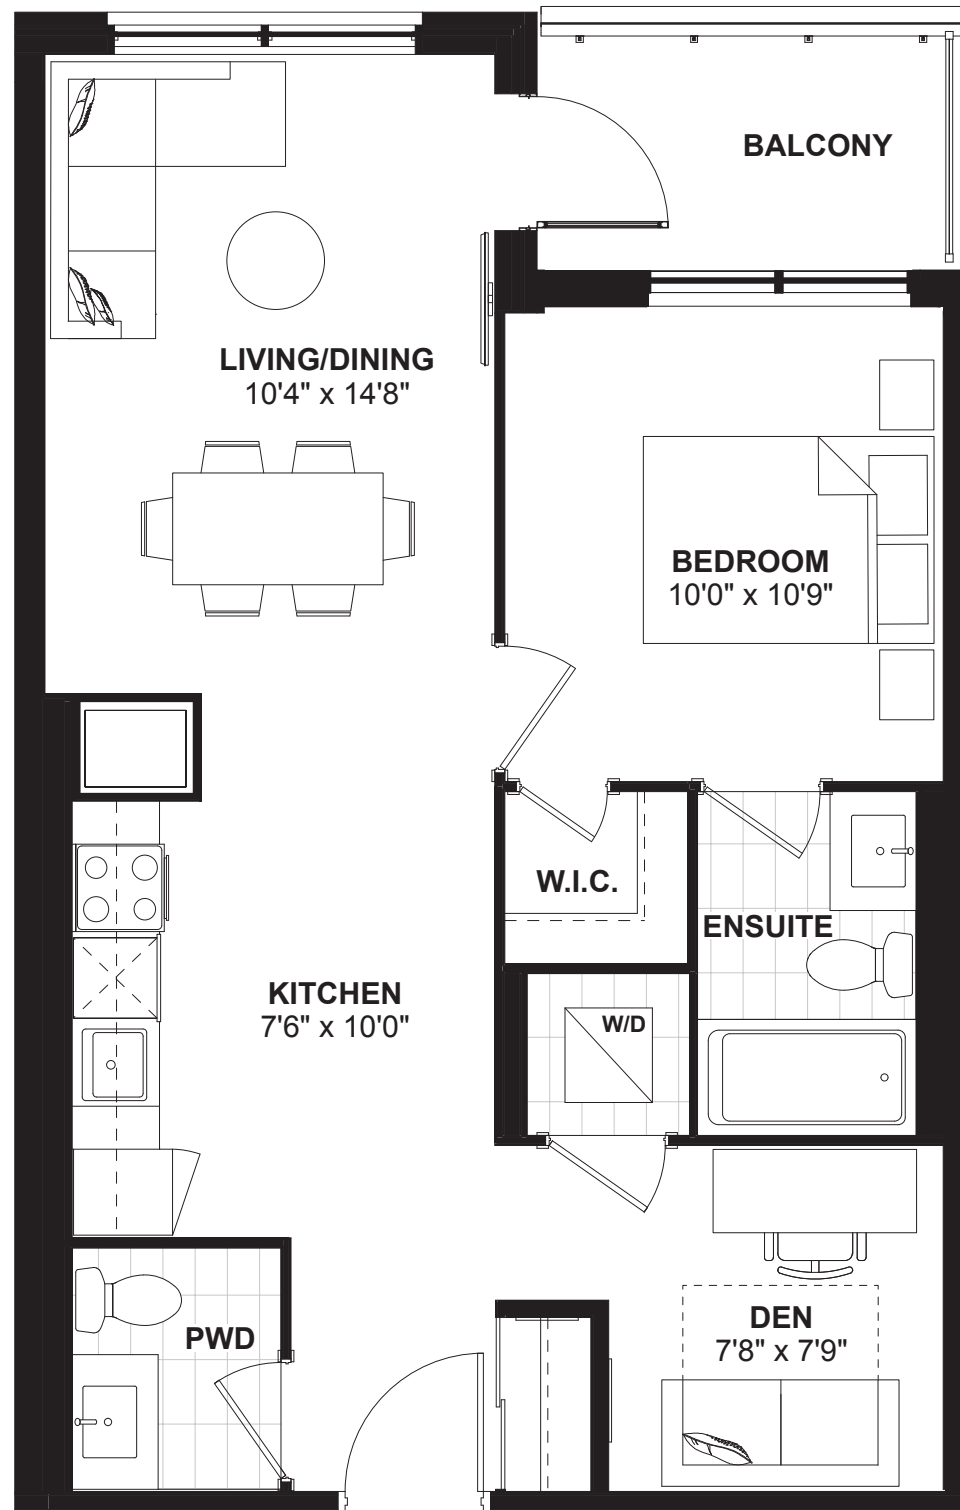 BALCONY
LIVING/DINING
10'4" x 14'8"
BEDROOM
10'0" x 10'9"
W.I.C.
ENSUITE
KITCHEN
7'6" x 10'0"
W/D
DEN
7'8" x 7'9"
PWD